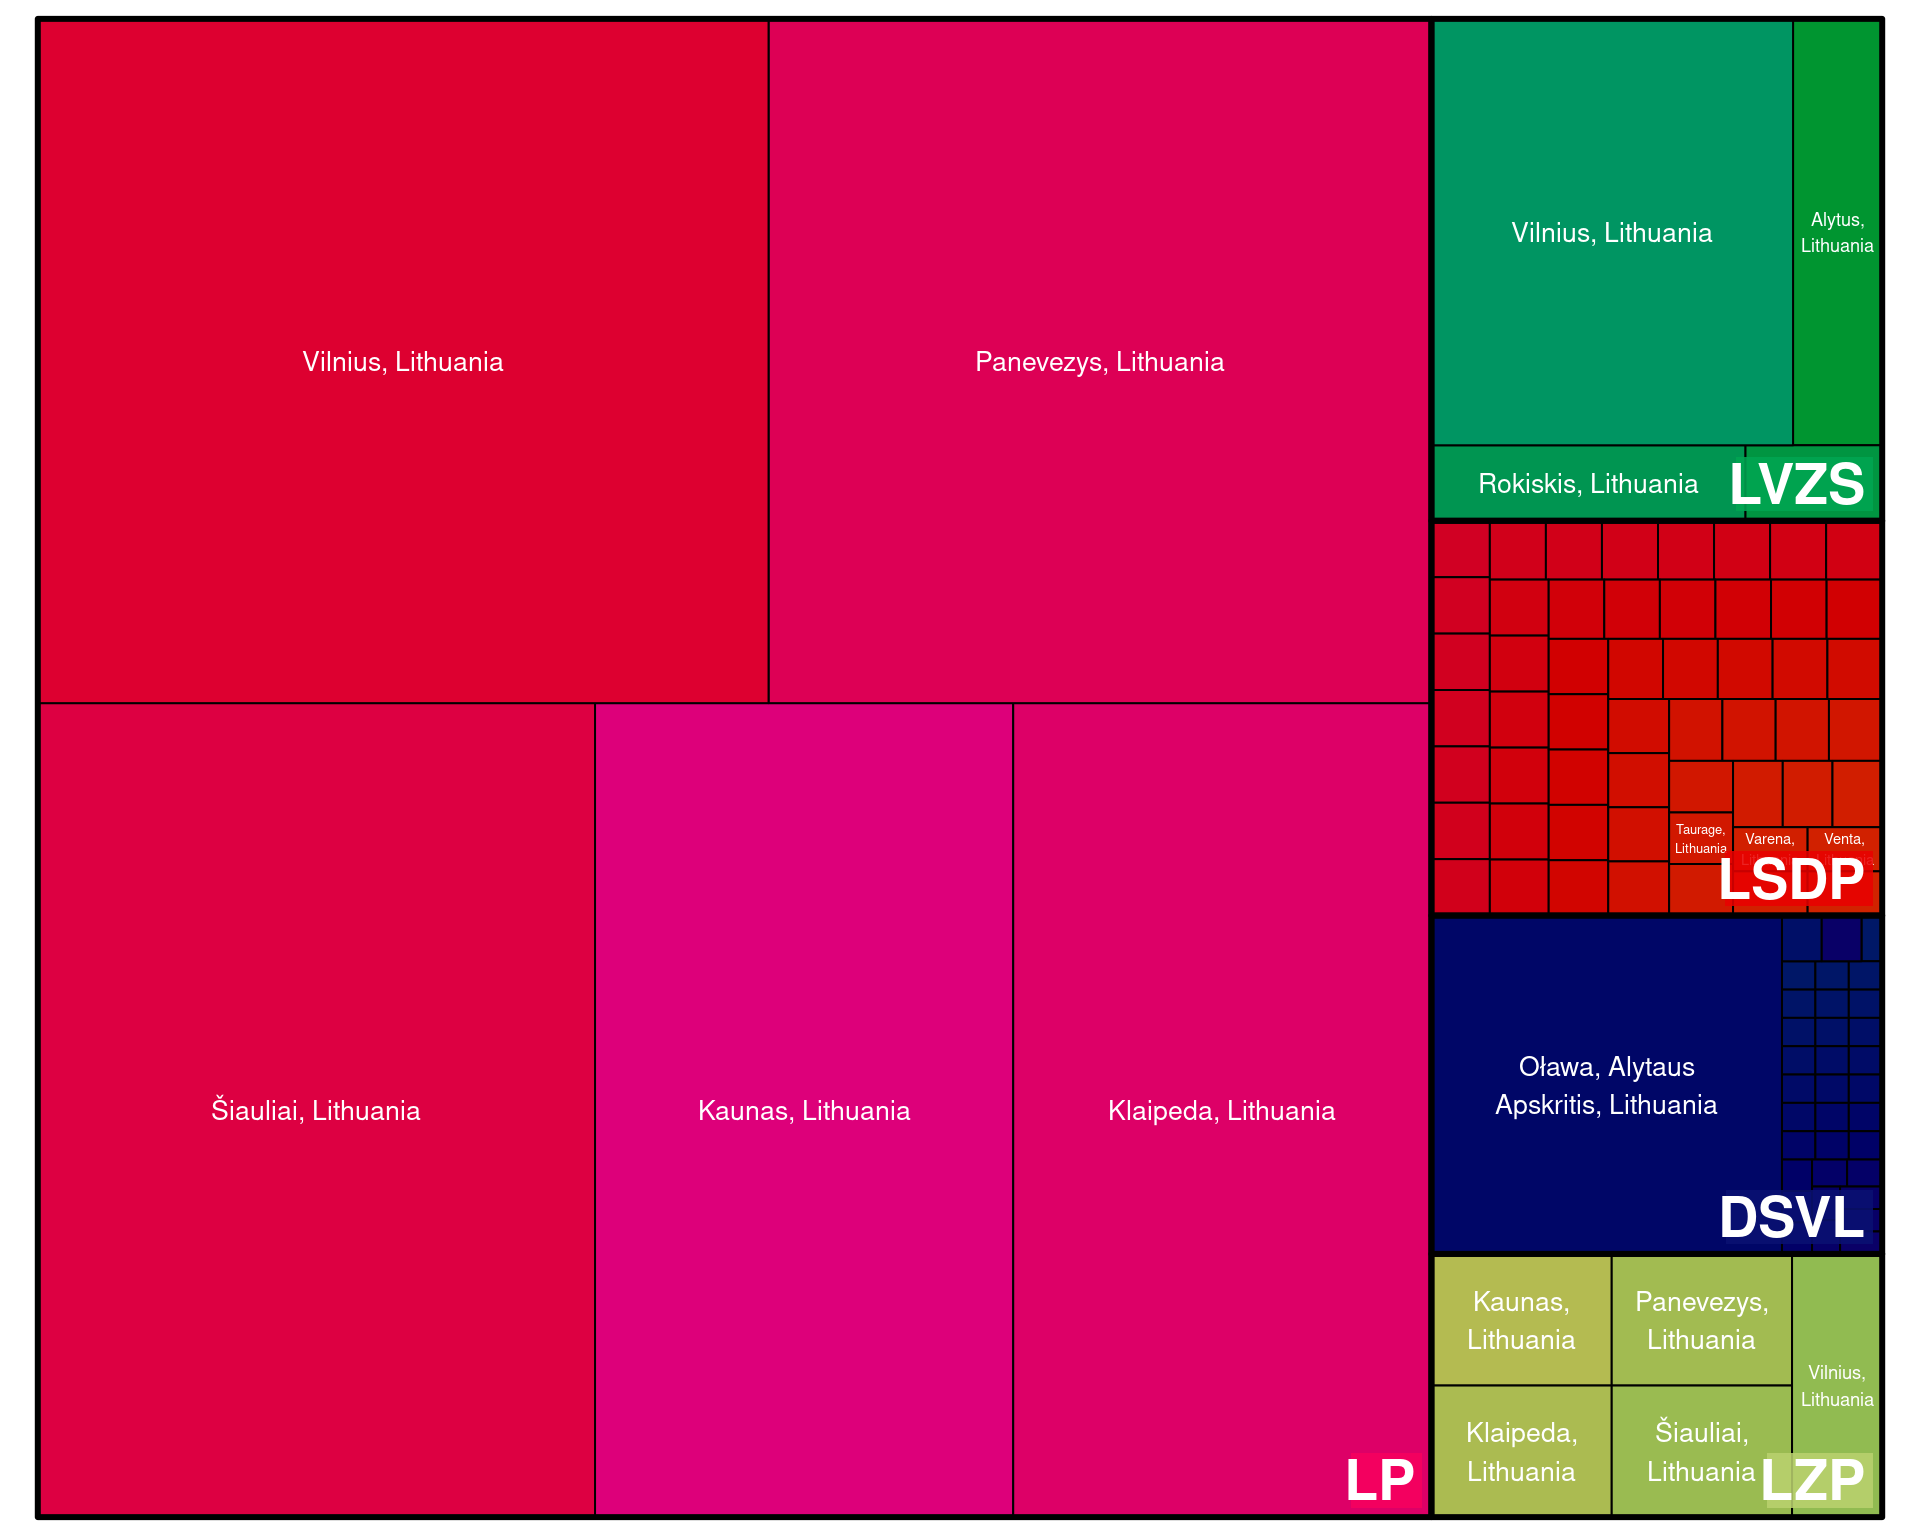 Vilnius, Lithuania
Panevezys, Lithuania
Šiauliai, Lithuania
Kaunas, Lithuania
Klaipeda, Lithuania
LP
Vilnius, Lithuania
Alytus,
Lithuania
Rokiskis, Lithuania
LVZS
Taurage,
Lithuania
Varena,
Venta,
LSDP
Oława, Alytaus
Apskritis, Lithuania
DSVL
Kaunas,
Lithuania
Panevezys,
Lithuania
Klaipeda,
Lithuania
Šiauliai,
Lithuania
Vilnius,
Lithuania
LZP